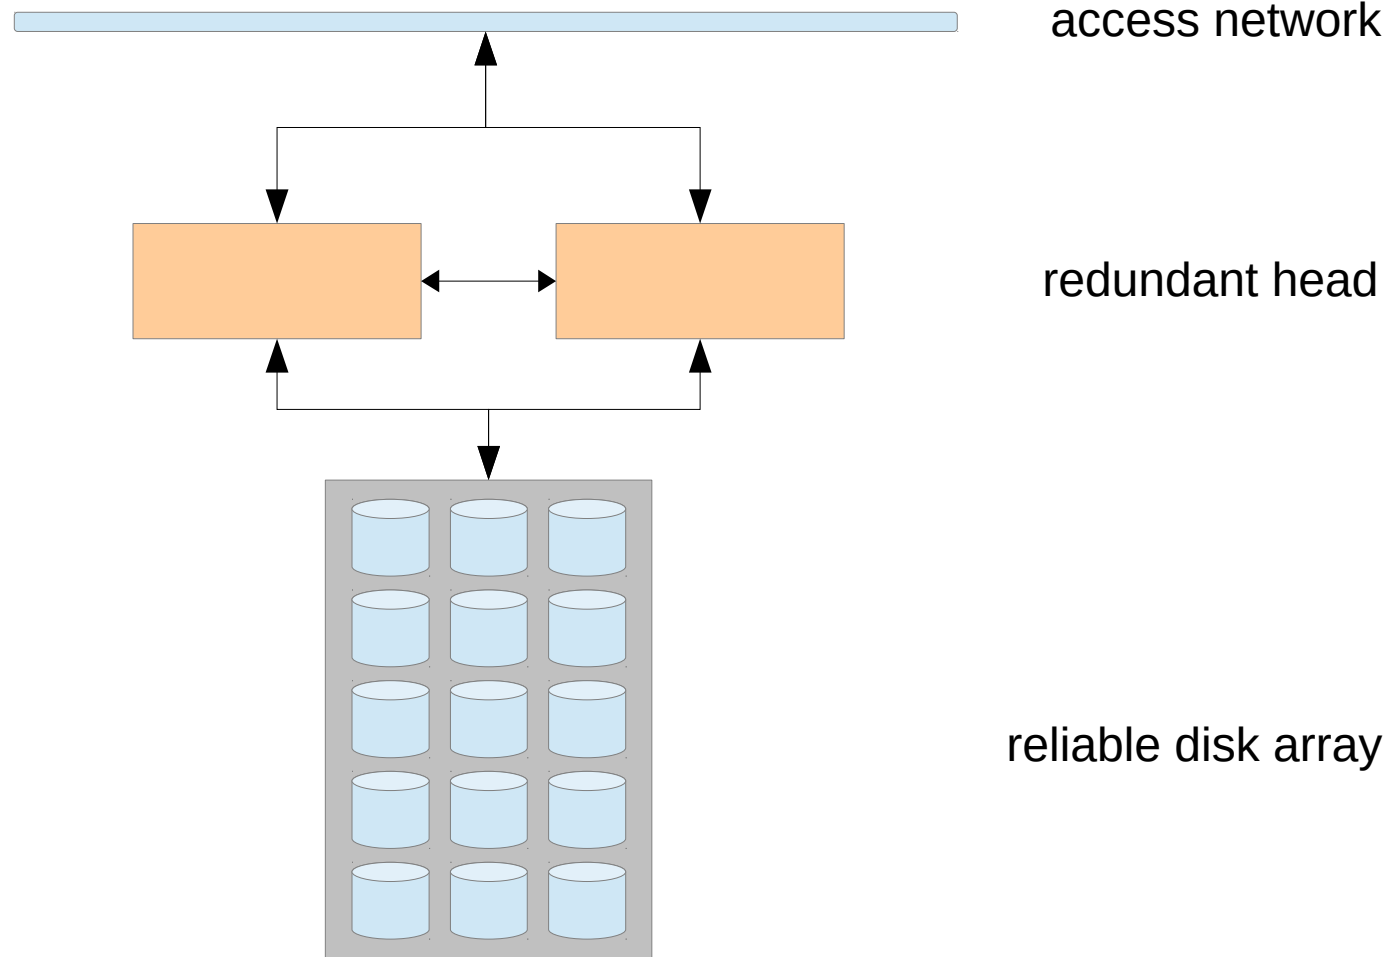 access network
redundant head
reliable disk array